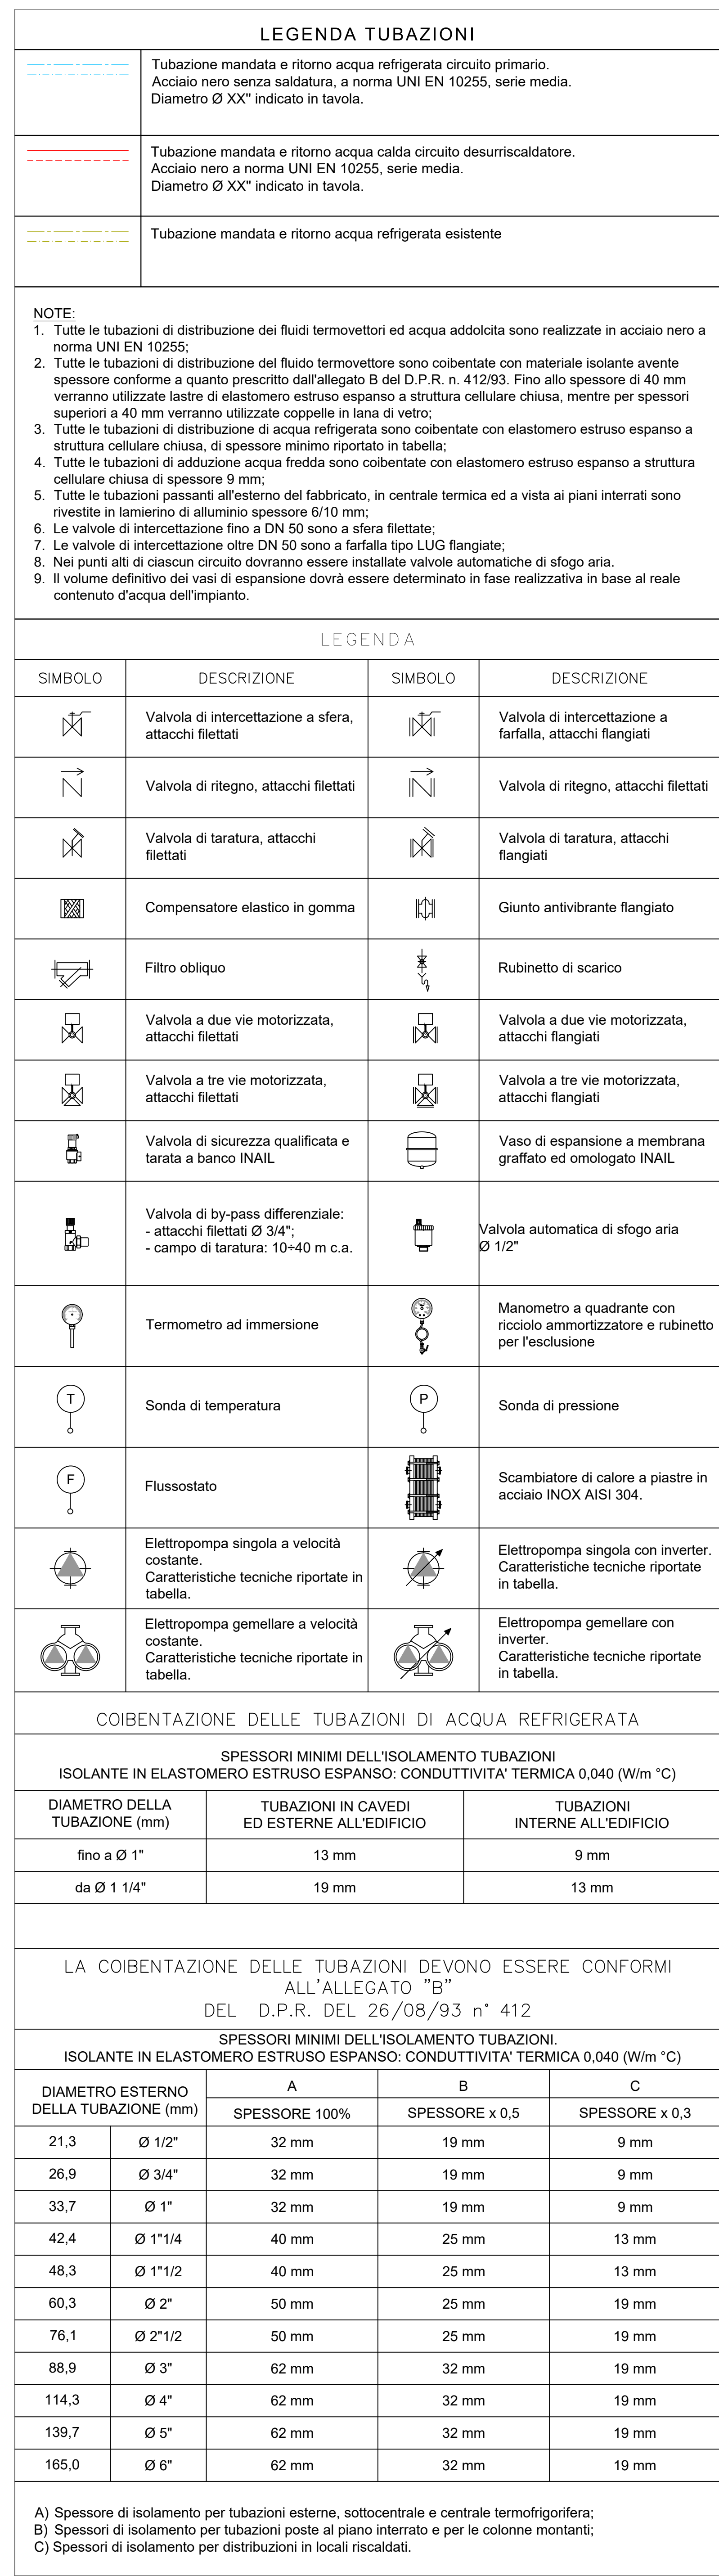 LEGENDA TUBAZIONI
Tubazione mandata e ritorno acqua refrigerata circuito primario.
Acciaio nero senza saldatura, a norma UNI EN 10255, serie media.
Diametro Ø XX" indicato in tavola.
Tubazione mandata e ritorno acqua calda circuito desurriscaldatore.
Acciaio nero a norma UNI EN 10255, serie media.
Diametro Ø XX" indicato in tavola.
Tubazione mandata e ritorno acqua refrigerata esistente
NOTE:
1. Tutte le tubazioni di distribuzione dei fluidi termovettori ed acqua addolcita sono realizzate in acciaio nero a
norma UNI EN 10255;
2. Tutte le tubazioni di distribuzione del fluido termovettore sono coibentate con materiale isolante avente
spessore conforme a quanto prescritto dall'allegato B del D.P.R. n. 412/93. Fino allo spessore di 40 mm
verranno utilizzate lastre di elastomero estruso espanso a struttura cellulare chiusa, mentre per spessori
superiori a 40 mm verranno utilizzate coppelle in lana di vetro;
3. Tutte le tubazioni di distribuzione di acqua refrigerata sono coibentate con elastomero estruso espanso a
struttura cellulare chiusa, di spessore minimo riportato in tabella;
4. Tutte le tubazioni di adduzione acqua fredda sono coibentate con elastomero estruso espanso a struttura
cellulare chiusa di spessore 9 mm;
5. Tutte le tubazioni passanti all'esterno del fabbricato, in centrale termica ed a vista ai piani interrati sono
rivestite in lamierino di alluminio spessore 6/10 mm;
6. Le valvole di intercettazione fino a DN 50 sono a sfera filettate;
7. Le valvole di intercettazione oltre DN 50 sono a farfalla tipo LUG flangiate;
8. Nei punti alti di ciascun circuito dovranno essere installate valvole automatiche di sfogo aria.
9. Il volume definitivo dei vasi di espansione dovrà essere determinato in fase realizzativa in base al reale
contenuto d'acqua dell'impianto.
LEGENDA
SIMBOLO DESCRIZIONE SIMBOLO DESCRIZIONE
Valvola di intercettazione a sfera,
attacchi filettati
Valvola di intercettazione a
farfalla, attacchi flangiati
Valvola di ritegno, attacchi filettati
Valvola di ritegno, attacchi filettati
Valvola di taratura, attacchi
filettati
Valvola di taratura, attacchi
flangiati
Compensatore elastico in gomma
Giunto antivibrante flangiato
Filtro obliquo
Rubinetto di scarico
Valvola a due vie motorizzata,
attacchi filettati
Valvola a due vie motorizzata,
attacchi flangiati
Valvola a tre vie motorizzata,
attacchi filettati
Valvola a tre vie motorizzata,
attacchi flangiati
Valvola di sicurezza qualificata e
tarata a banco INAIL
Vaso di espansione a membrana
graffato ed omologato INAIL
Valvola di by-pass differenziale:
- attacchi filettati Ø 3/4";
- campo di taratura: 10÷40 m c.a.
Valvola automatica di sfogo aria
Ø 1/2"
Termometro ad immersione
Manometro a quadrante con
ricciolo ammortizzatore e rubinetto
per l'esclusione
T
Sonda di temperatura
P
Sonda di pressione
F
Flussostato
Scambiatore di calore a piastre in
acciaio INOX AISI 304.
Elettropompa singola a velocità
costante.
Caratteristiche tecniche riportate in
tabella.
Elettropompa singola con inverter.
Caratteristiche tecniche riportate
in tabella.
Elettropompa gemellare a velocità
costante.
Caratteristiche tecniche riportate in
tabella.
Elettropompa gemellare con
inverter.
Caratteristiche tecniche riportate
in tabella.
COIBENTAZIONE DELLE TUBAZIONI DI ACQUA REFRIGERATA
SPESSORI MINIMI DELL'ISOLAMENTO TUBAZIONI
ISOLANTE IN ELASTOMERO ESTRUSO ESPANSO: CONDUTTIVITA' TERMICA 0,040 (W/m °C)
DIAMETRO DELLA
TUBAZIONE (mm)
TUBAZIONI IN CAVEDI
ED ESTERNE ALL'EDIFICIO
TUBAZIONI
INTERNE ALL'EDIFICIO
fino a Ø 1" 13 mm 9 mm
da Ø 1 1/4" 19 mm 13 mm
LA COIBENTAZIONE DELLE TUBAZIONI DEVONO ESSERE CONFORMI
ALL'ALLEGATO "B"
DEL D.P.R. DEL 26/08/93 n° 412
SPESSORI MINIMI DELL'ISOLAMENTO TUBAZIONI.
ISOLANTE IN ELASTOMERO ESTRUSO ESPANSO: CONDUTTIVITA' TERMICA 0,040 (W/m °C)
DIAMETRO ESTERNO
DELLA TUBAZIONE (mm)
A B C
SPESSORE 100% SPESSORE x 0,5 SPESSORE x 0,3
21,3 Ø 1/2" 32 mm 19 mm 9 mm
26,9 Ø 3/4" 32 mm 19 mm 9 mm
33,7 Ø 1" 32 mm 19 mm 9 mm
42,4 Ø 1"1/4 40 mm 25 mm 13 mm
48,3 Ø 1"1/2 40 mm 25 mm 13 mm
60,3 Ø 2" 50 mm 25 mm 19 mm
76,1 Ø 2"1/2 50 mm 25 mm 19 mm
88,9 Ø 3" 62 mm 32 mm 19 mm
114,3 Ø 4" 62 mm 32 mm 19 mm
139,7 Ø 5" 62 mm 32 mm 19 mm
165,0 Ø 6" 62 mm 32 mm 19 mm
A) Spessore di isolamento per tubazioni esterne, sottocentrale e centrale termofrigorifera;
B) Spessori di isolamento per tubazioni poste al piano interrato e per le colonne montanti;
C) Spessori di isolamento per distribuzioni in locali riscaldati.